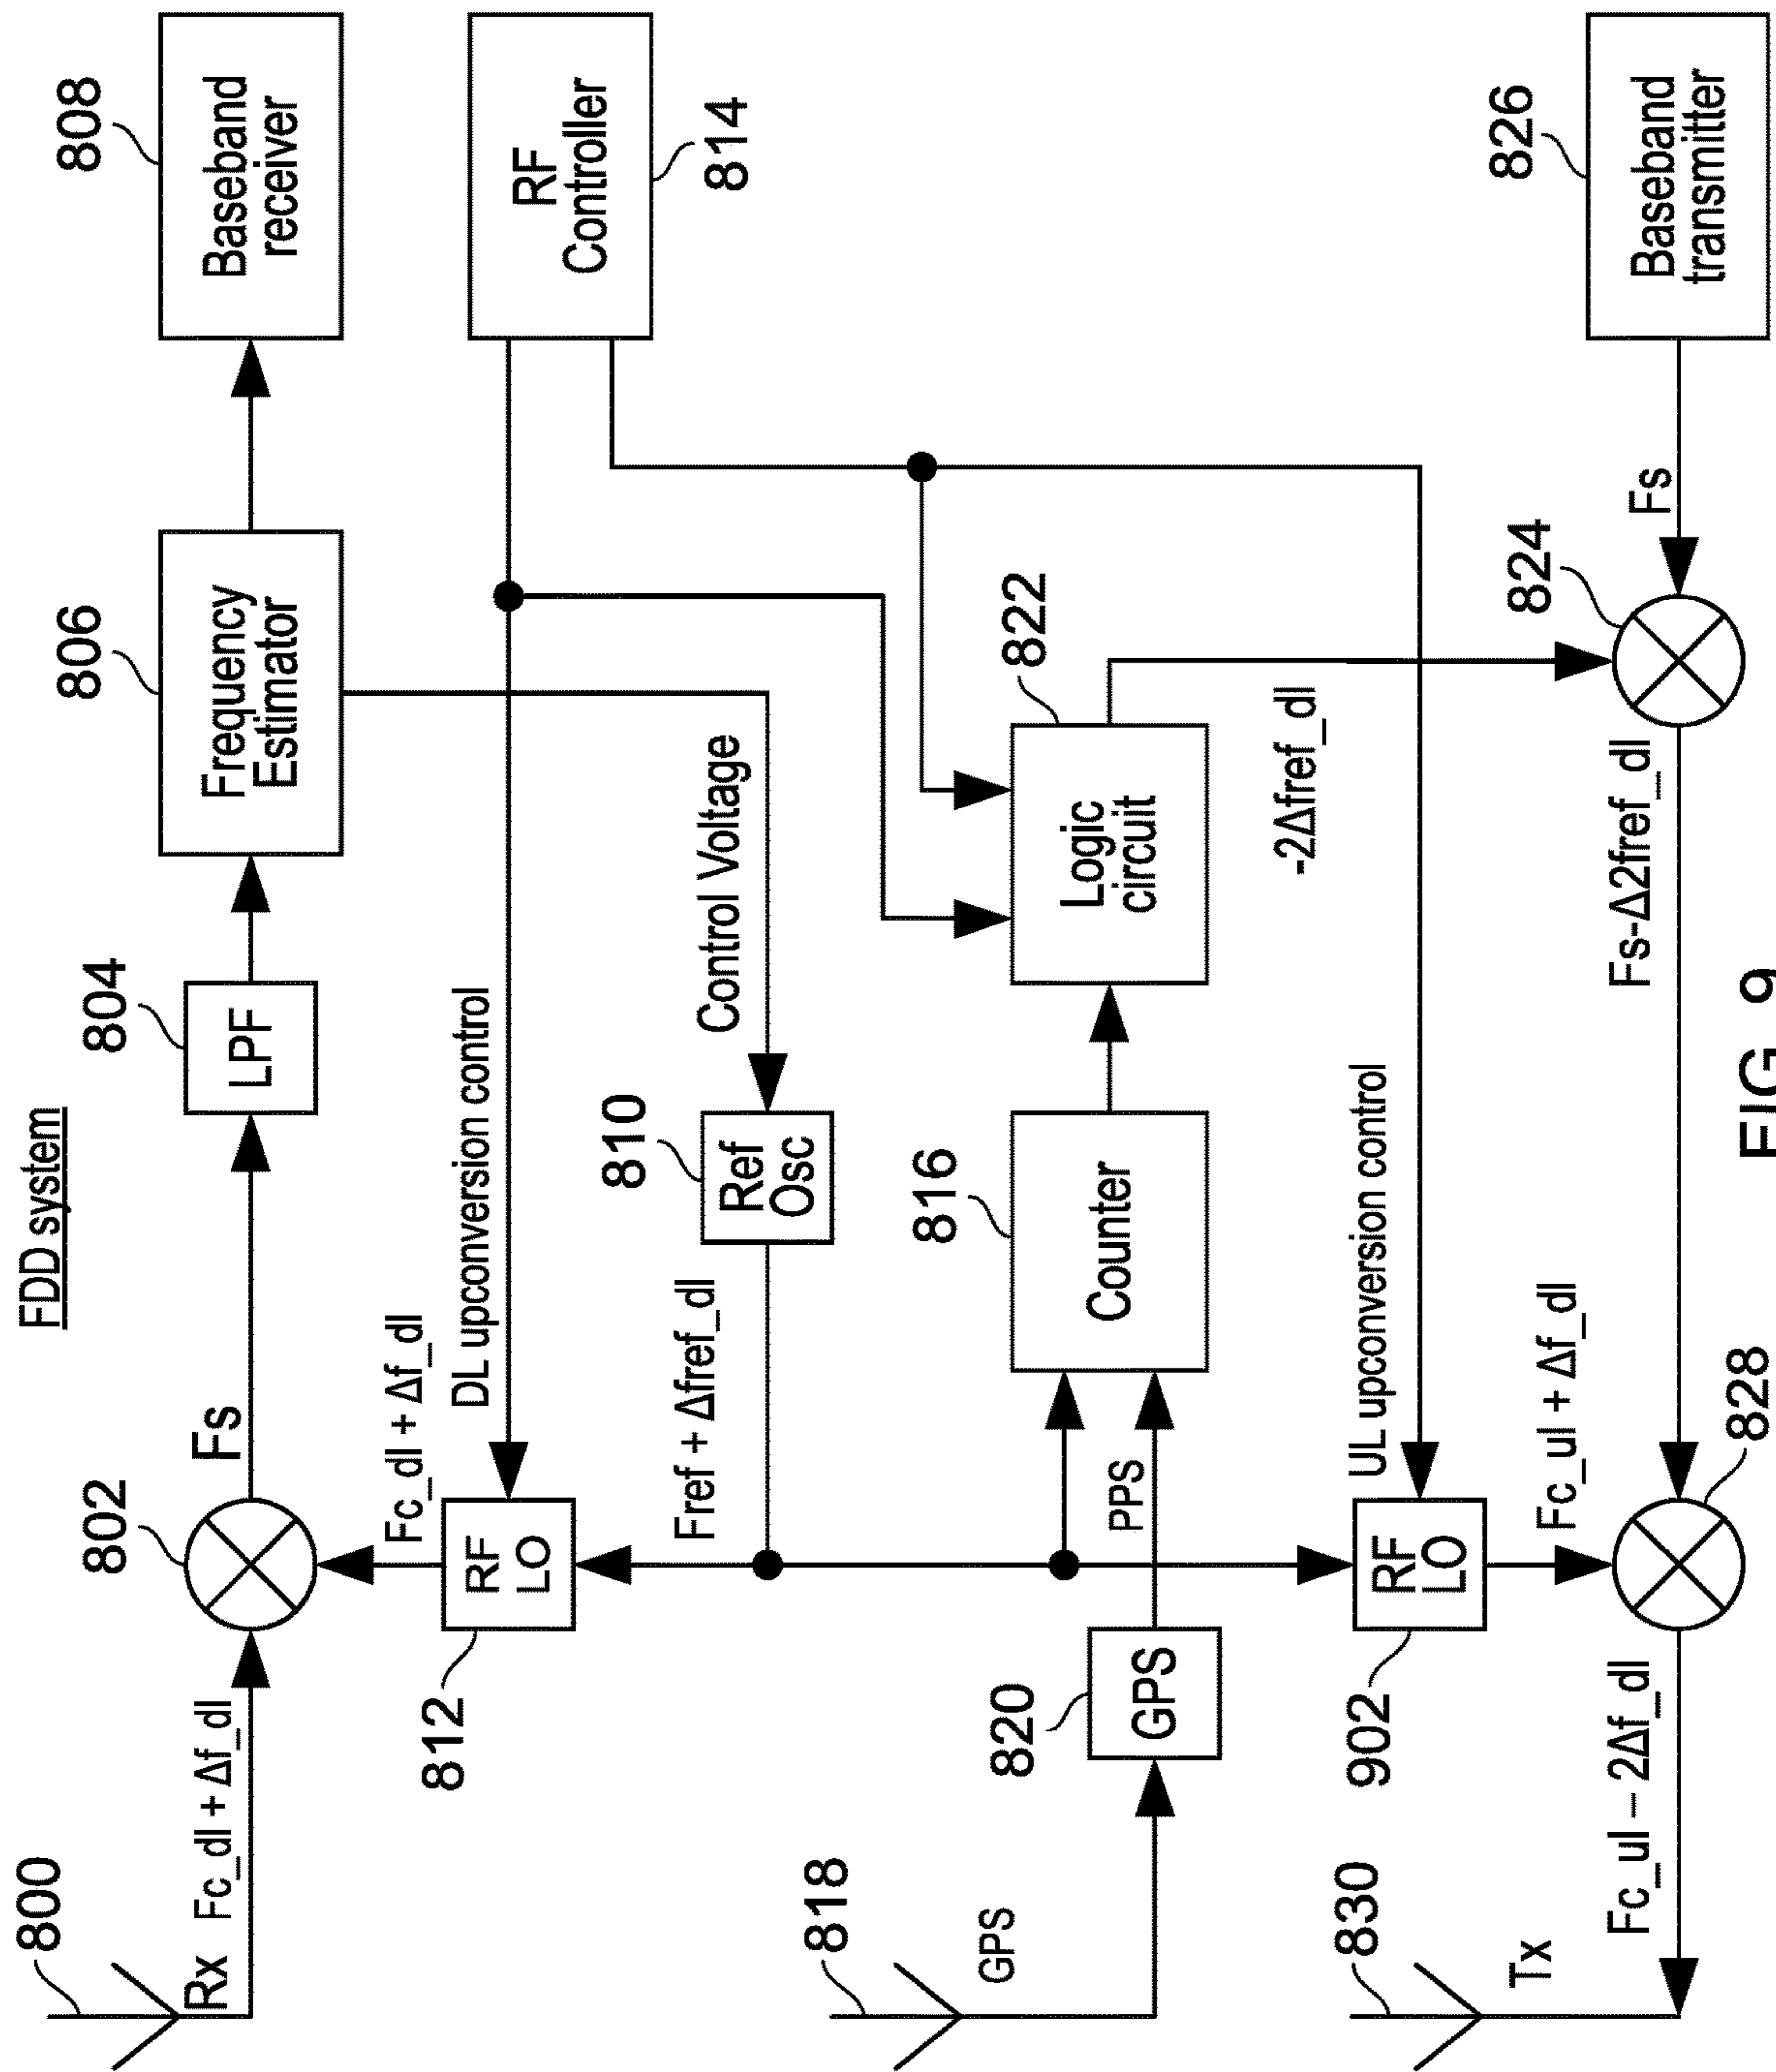 FDD system
800
Rx
Fc_dl + Δf_dl
802
Fs
804
LPF
806
Frequency
Estimator
808
Baseband
receiver
812
RF
LO
Fc_dl + Δf_dl
DL upconversion control
RF
Controller
814
Fref + Δfref_dl
810
Ref
Osc
Control Voltage
818
GPS
820
GPS
PPS
816
Counter
822
Logic
circuit
-2Δfref_dl
902
RF
LO
UL upconversion control
Fc_ul + Δf_dl
830
Tx
Fc_ul – 2Δf_dl
828
Fs-Δ2fref_dl
824
Fs
826
Baseband
transmitter
FIG. 9